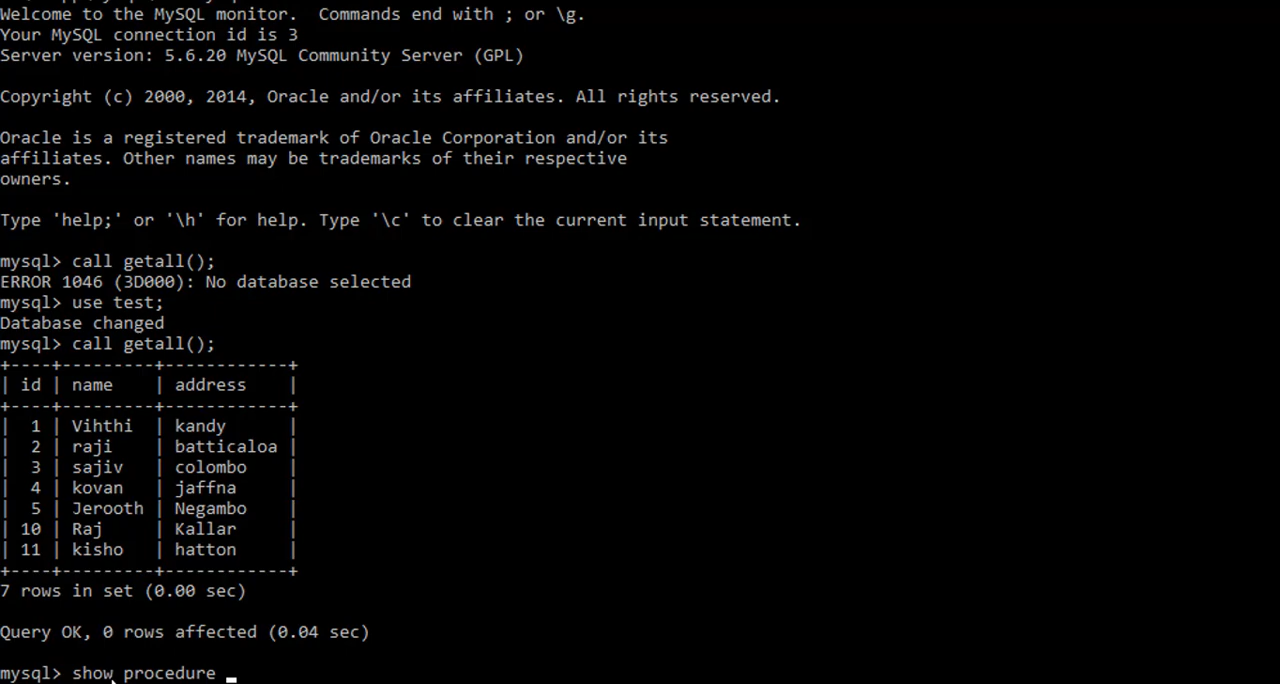 Welcome to the MySQL monitor.  Commands end with ; or \g.
Your MySQL connection id is 3
Server version: 5.6.20 MySQL Community Server (GPL)

Copyright (c) 2000, 2014, Oracle and/or its affiliates. All rights reserved.

Oracle is a registered trademark of Oracle Corporation and/or its
affiliates. Other names may be trademarks of their respective
owners.

Type 'help;' or '\h' for help. Type '\c' to clear the current input statement.

mysql> call getall();
ERROR 1046 (3D000): No database selected
mysql> use test;
Database changed
mysql> call getall();
+----+---------+------------+
| id | name    | address    |
+----+---------+------------+
|  1 | Vihthi  | kandy      |
|  2 | raji    | batticaloa |
|  3 | sajiv   | colombo    |
|  4 | kovan   | jaffna     |
|  5 | Jerooth | Negambo    |
| 10 | Raj     | Kallar     |
| 11 | kisho   | hatton     |
+----+---------+------------+
7 rows in set (0.00 sec)

Query OK, 0 rows affected (0.04 sec)

mysql> show procedure _